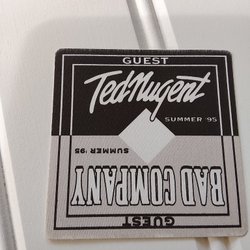 GUEST
Ted Nugent
SUMMER '95
SUMMER '95
BAD COMPANY
GUEST